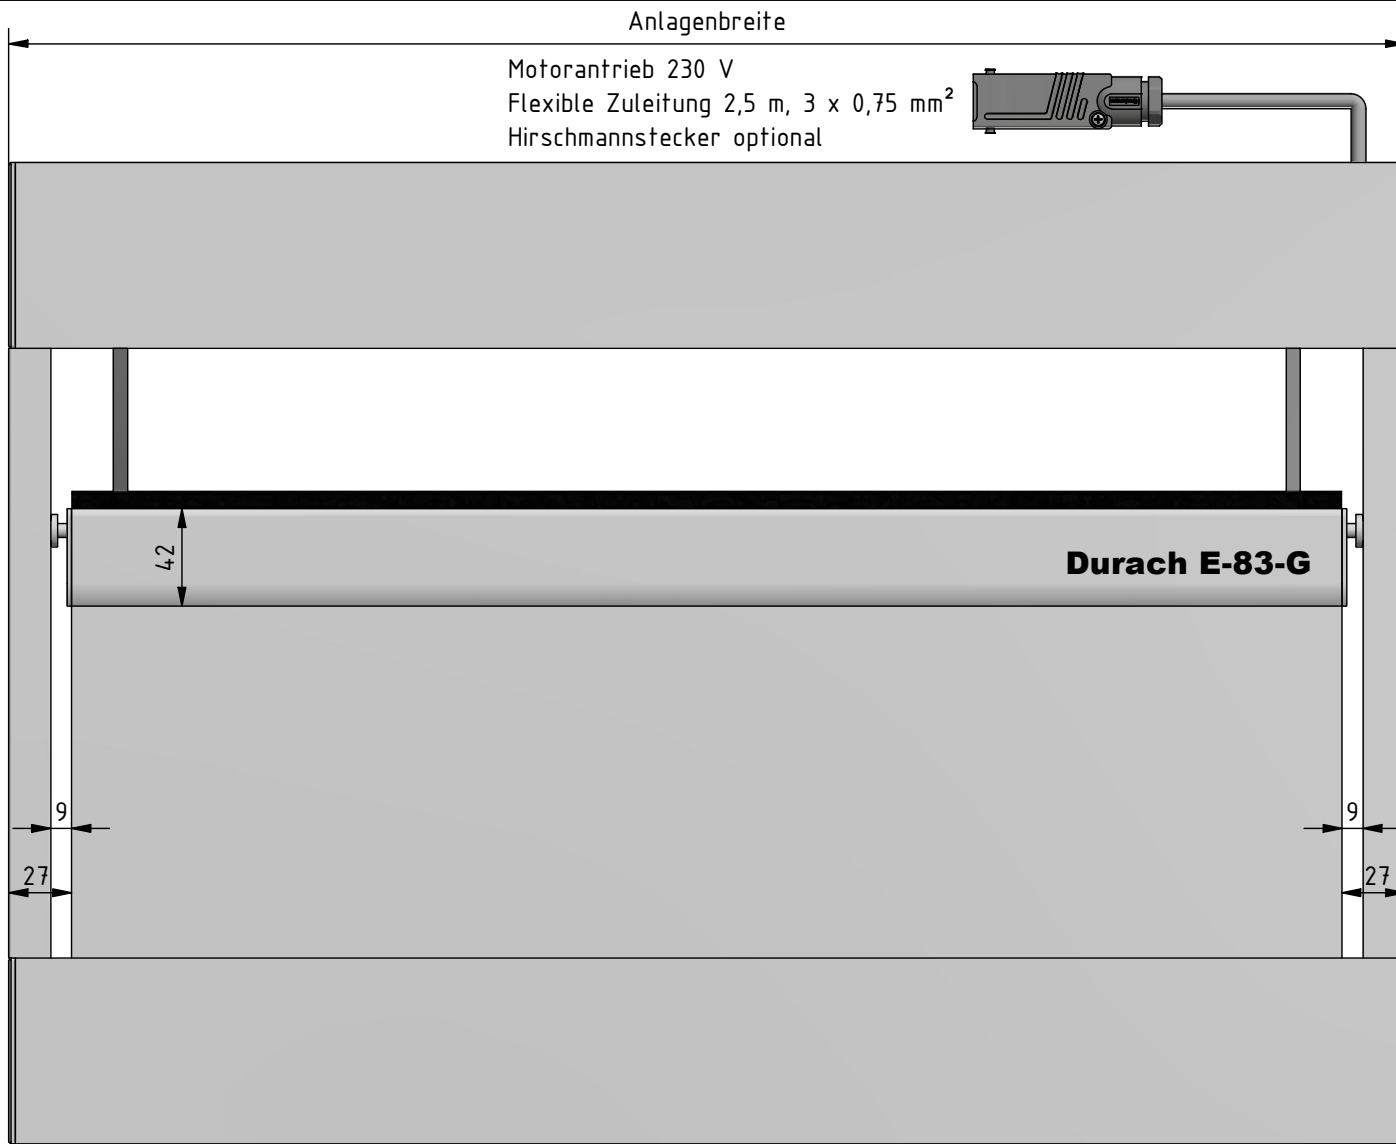 Anlagenbreite
Motorantrieb 230 V
Flexible Zuleitung 2,5 m, 3 x 0,75 mm²
Hirschmannstecker optional
42
Durach E-83-G
9
9
27
27